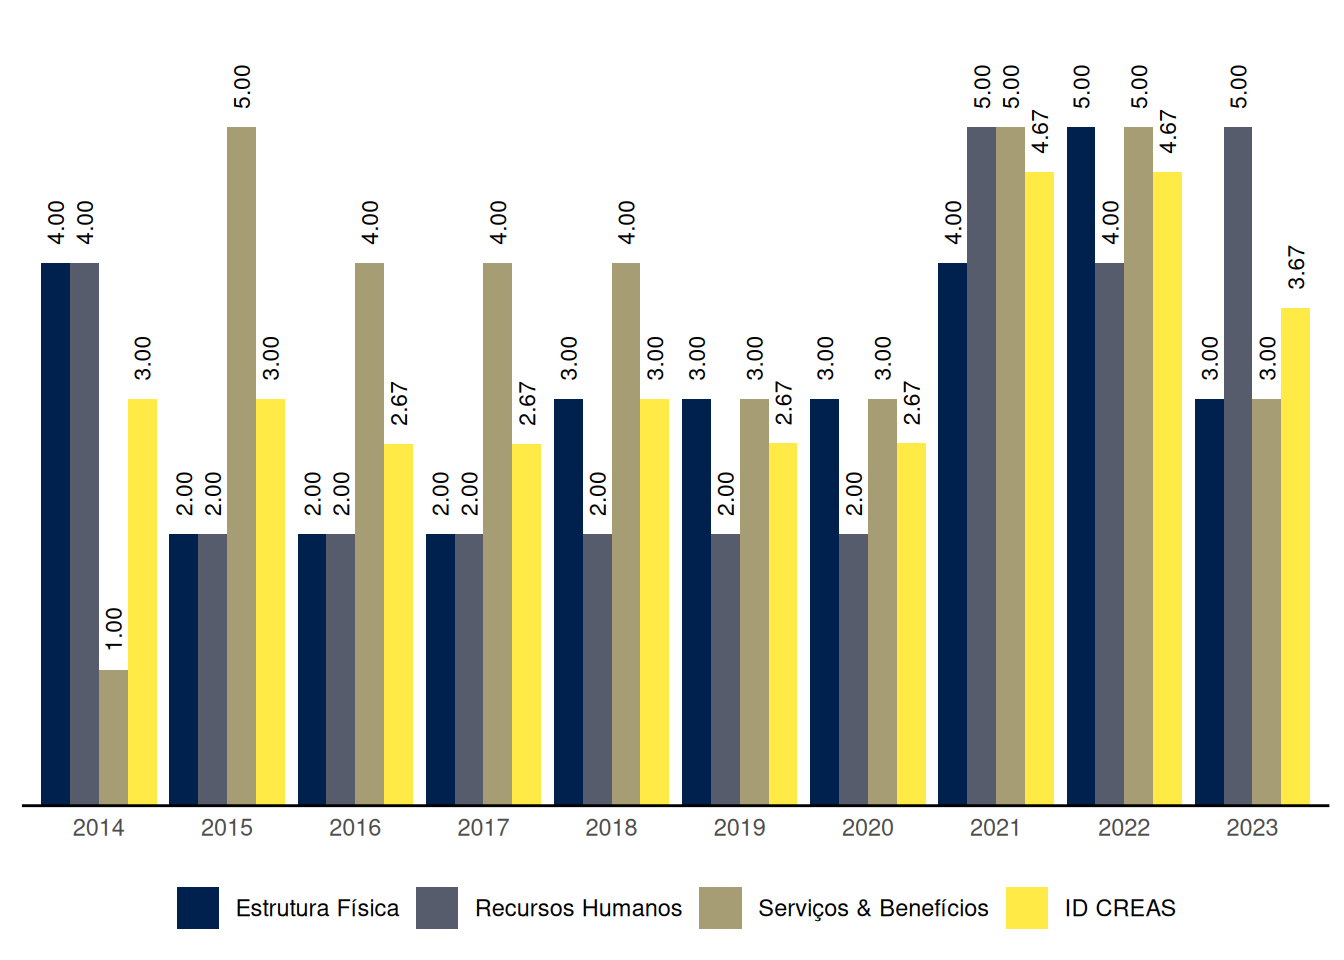 4.00 4.00 1.00 3.00
2.00 2.00 5.00 3.00
2.00 2.00 4.00 2.67
2.00 2.00 4.00 2.67
3.00 2.00 4.00 3.00
3.00 2.00 3.00 2.67
3.00 2.00 3.00 2.67
4.00 5.00 5.00 4.67
5.00 4.00 5.00 4.67
3.00 5.00 3.00 3.67
2014 2015 2016 2017 2018 2019 2020 2021 2022 2023
Estrutura Física Recursos Humanos Serviços & Benefícios ID CREAS